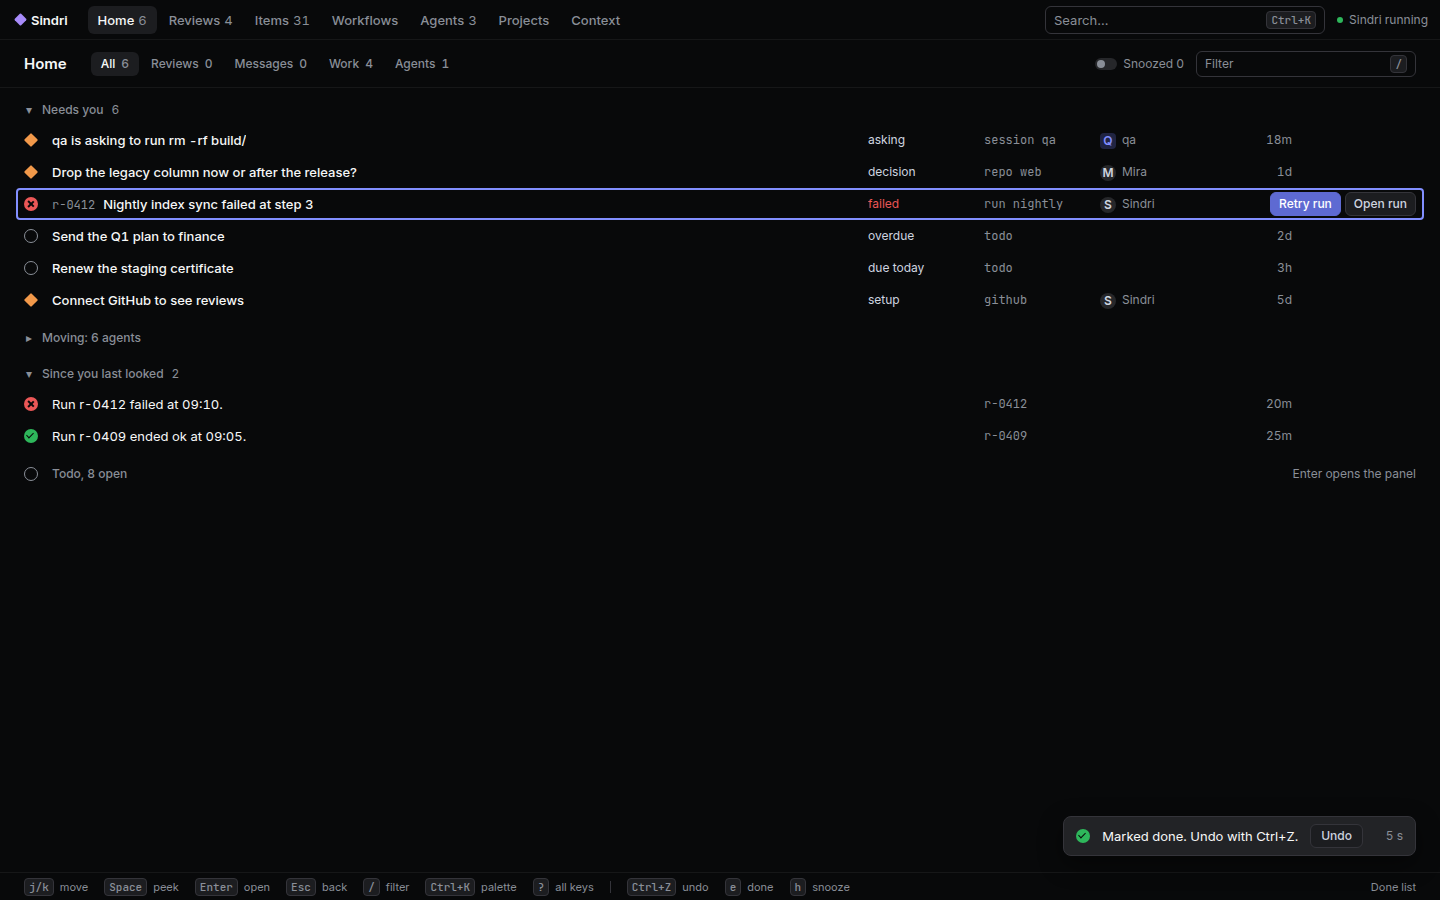 Sindri Home 6 Reviews 4 Items 31 Workflows Agents 3 Projects Context Search... Ctrl+K Sindri running
Home All 6 Reviews 0 Messages 0 Work 4 Agents 1 Snoozed 0 Filter /
Needs you 6
qa is asking to run rm -rf build/ asking session qa Q qa 18m
Drop the legacy column now or after the release? decision repo web M Mira 1d
r-0412 Nightly index sync failed at step 3 failed run nightly S Sindri Retry run Open run
Send the Q1 plan to finance overdue todo 2d
Renew the staging certificate due today todo 3h
Connect GitHub to see reviews setup github S Sindri 5d
Moving: 6 agents
Since you last looked 2
Run r-0412 failed at 09:10. r-0412 20m
Run r-0409 ended ok at 09:05. r-0409 25m
Todo, 8 open Enter opens the panel
Marked done. Undo with Ctrl+Z. Undo 5 s
j/k move Space peek Enter open Esc back / filter Ctrl+K palette ? all keys Ctrl+Z undo e done h snooze Done list